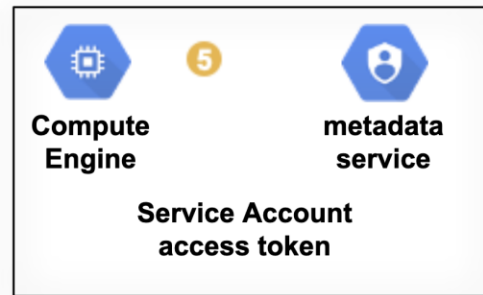 5
Compute
Engine
metadata
service
Service Account
access token